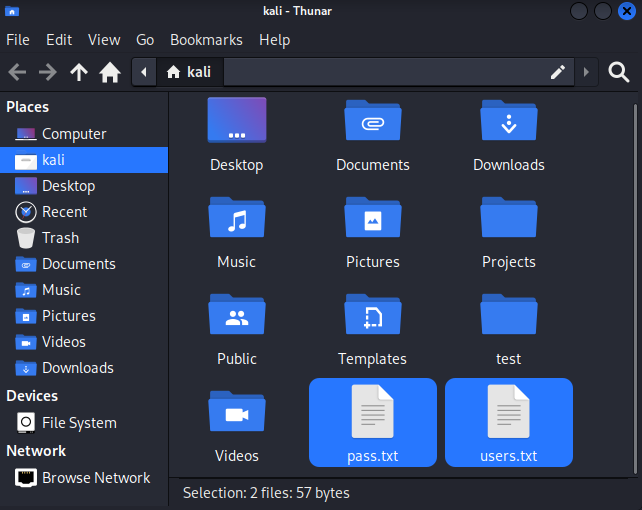 kali - Thunar
File Edit View Go Bookmarks Help
kali
Places
Computer
kali
Desktop
Recent
Trash
Documents
Music
Pictures
Videos
Downloads
Devices
File System
Network
Browse Network
Desktop Documents Downloads
Music Pictures Projects
Public Templates test
Videos pass.txt users.txt
Selection: 2 files: 57 bytes